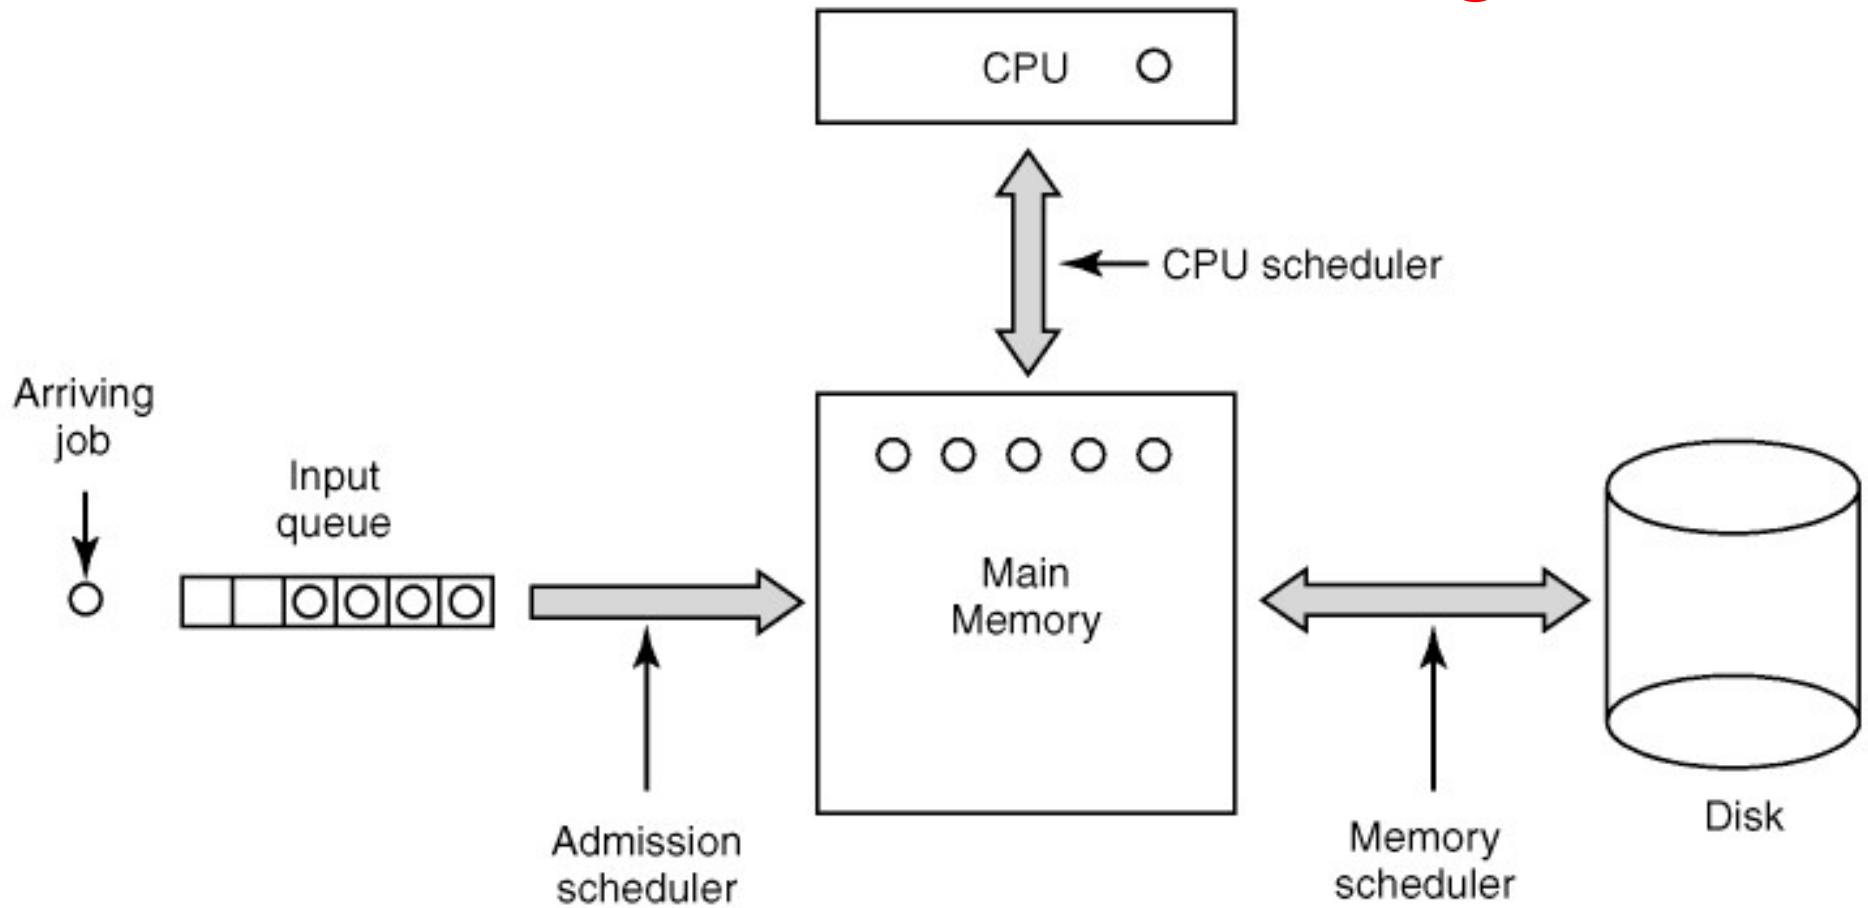 CPU
CPU scheduler
Arriving
job
Input
queue
Main
Memory
Admission
scheduler
Memory
scheduler
Disk